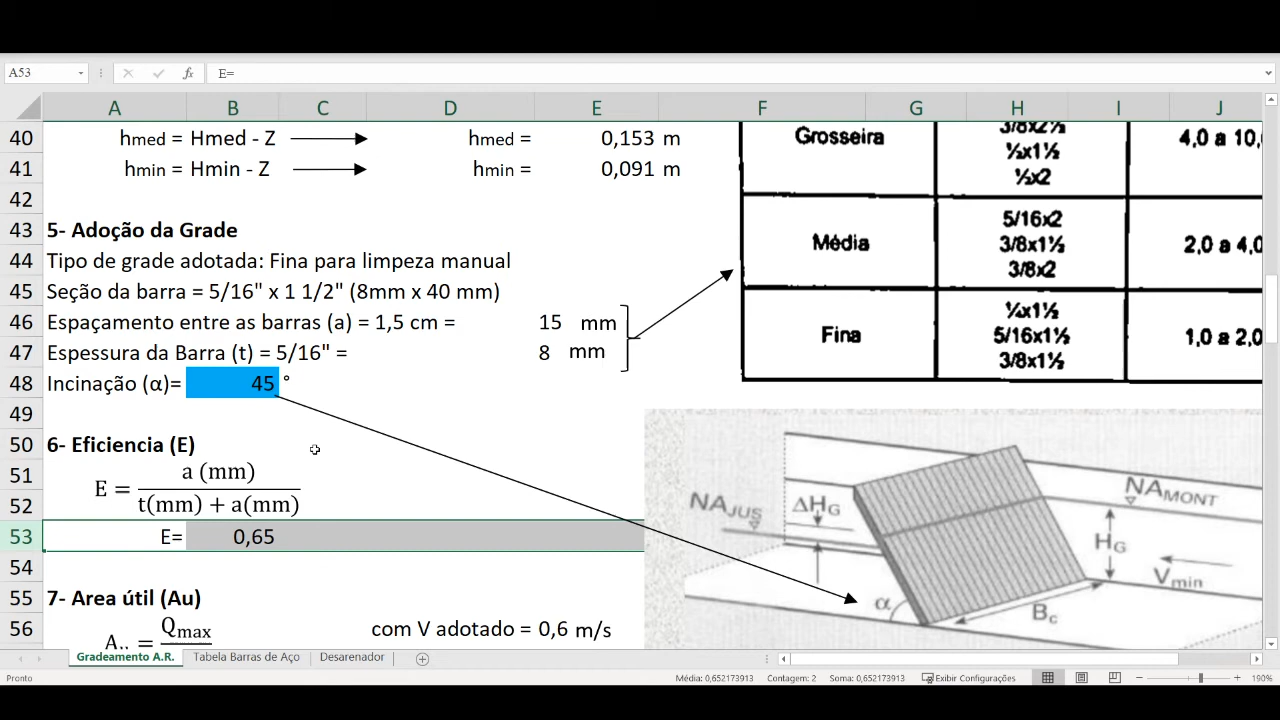 A53
E=
A B C D E F G H I J
40 hmed = Hmed - Z hmed = 0,153 m
41 hmin = Hmin - Z hmin = 0,091 m
42
43 5- Adoção da Grade
44 Tipo de grade adotada: Fina para limpeza manual
45 Seção da barra = 5/16" x 1 1/2" (8mm x 40 mm)
46 Espaçamento entre as barras (a) = 1,5 cm = 15 mm
47 Espessura da Barra (t) = 5/16" = 8 mm
48 Incinação (α)= 45 °
49
50 6- Eficiencia (E)
51 a (mm)
E =
52 t(mm) + a(mm)
53 E= 0,65
54
55 7- Area útil (Au)
56 Qmax com V adotado = 0,6 m/s
Grosseira 3/8x2½ 4,0 a 10,
½x1½
½x2
5/16x2
Média 3/8x1½ 2,0 a 4,0
3/8x2
¼x1½
Fina 5/16x1½ 1,0 a 2,0
3/8x1½
NAJUS ΔHG NAMONT
HG
Vmin
α Bc
Gradeamento A.R. Tabela Barras de Aço Desarenador
Pronto Média: 0,652173913 Contagem: 2 Soma: 0,652173913 Exibir Configurações 190%